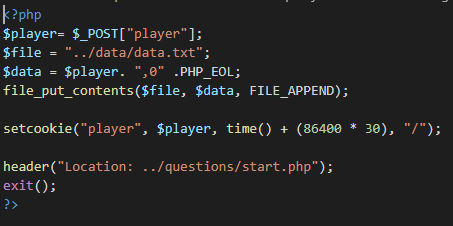 <?php
$player= $_POST["player"];
$file = "../data/data.txt";
$data = $player. ",0" .PHP_EOL;
file_put_contents($file, $data, FILE_APPEND);
setcookie("player", $player, time() + (86400 * 30), "/");
header("Location: ../questions/start.php");
exit();
?>